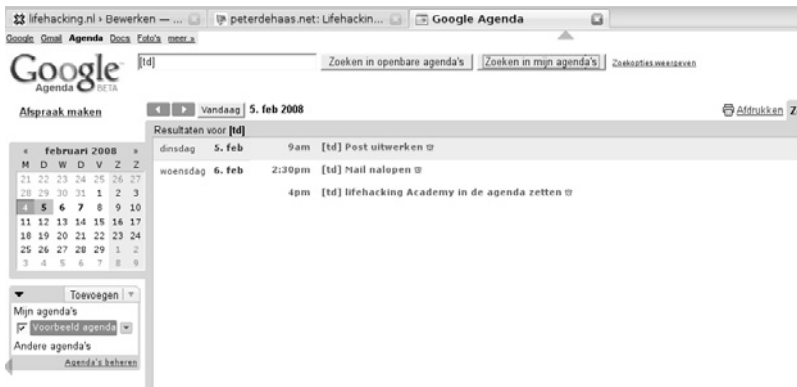 lifehacking.nl › Bewerken — ... peterdehaas.net: Lifehackin... Google Agenda
Google Gmail Agenda Docs Foto's meer »
Google Agenda BETA
[td] Zoeken in openbare agenda's Zoeken in mijn agenda's Zoekopties weergeven
Afspraak maken
Vandaag 5. feb 2008 Afdrukken Z
Resultaten voor [td]
dinsdag 5. feb 9am [td] Post uitwerken
woensdag 6. feb 2:30pm [td] Mail nalopen
4pm [td] lifehacking Academy in de agenda zetten
« februari 2008 »
M D W D V Z Z
21 22 23 24 25 26 27
28 29 30 31 1 2 3
4 5 6 7 8 9 10
11 12 13 14 15 16 17
18 19 20 21 22 23 24
25 26 27 28 29 1 2
3 4 5 6 7 8 9
Toevoegen
Mijn agenda's
Voorbeeld agenda
Andere agenda's
Agenda's beheren